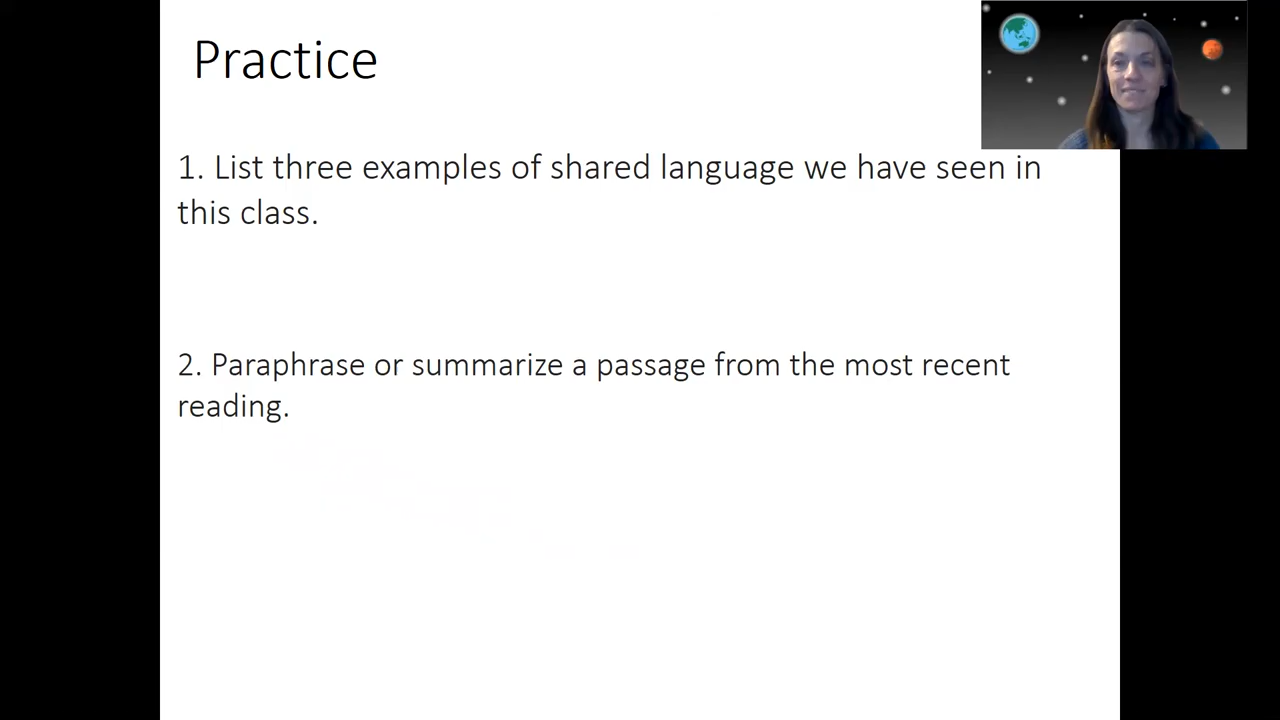 Practice
1. List three examples of shared language we have seen in
this class.
2. Paraphrase or summarize a passage from the most recent
reading.